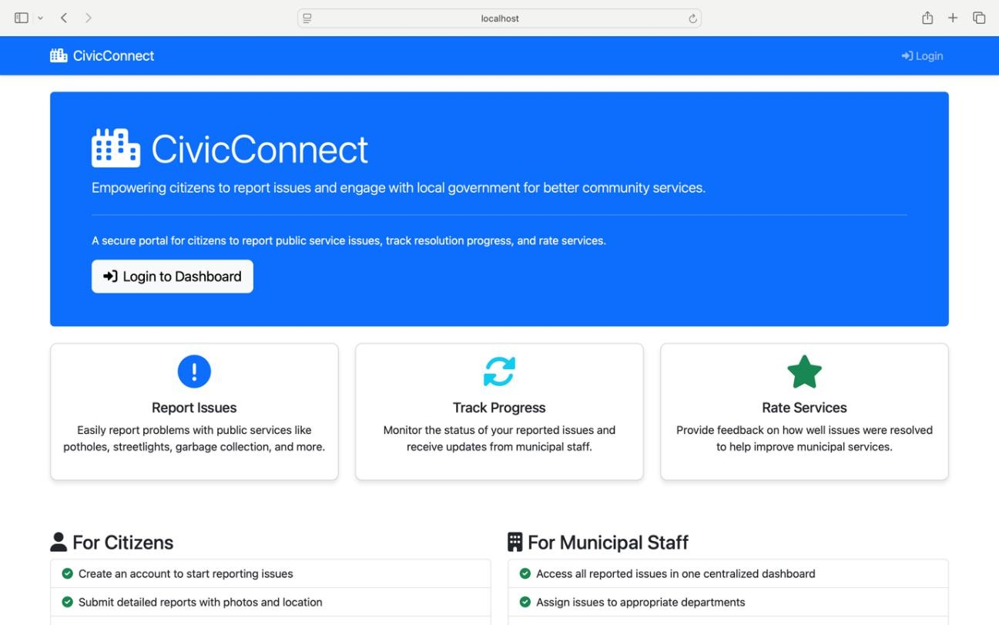 localhost
CivicConnect
Login
CivicConnect
Empowering citizens to report issues and engage with local government for better community services.
A secure portal for citizens to report public service issues, track resolution progress, and rate services.
Login to Dashboard
Report Issues
Easily report problems with public services like
potholes, streetlights, garbage collection, and more.
Track Progress
Monitor the status of your reported issues and
receive updates from municipal staff.
Rate Services
Provide feedback on how well issues were resolved
to help improve municipal services.
For Citizens
Create an account to start reporting issues
Submit detailed reports with photos and location
For Municipal Staff
Access all reported issues in one centralized dashboard
Assign issues to appropriate departments